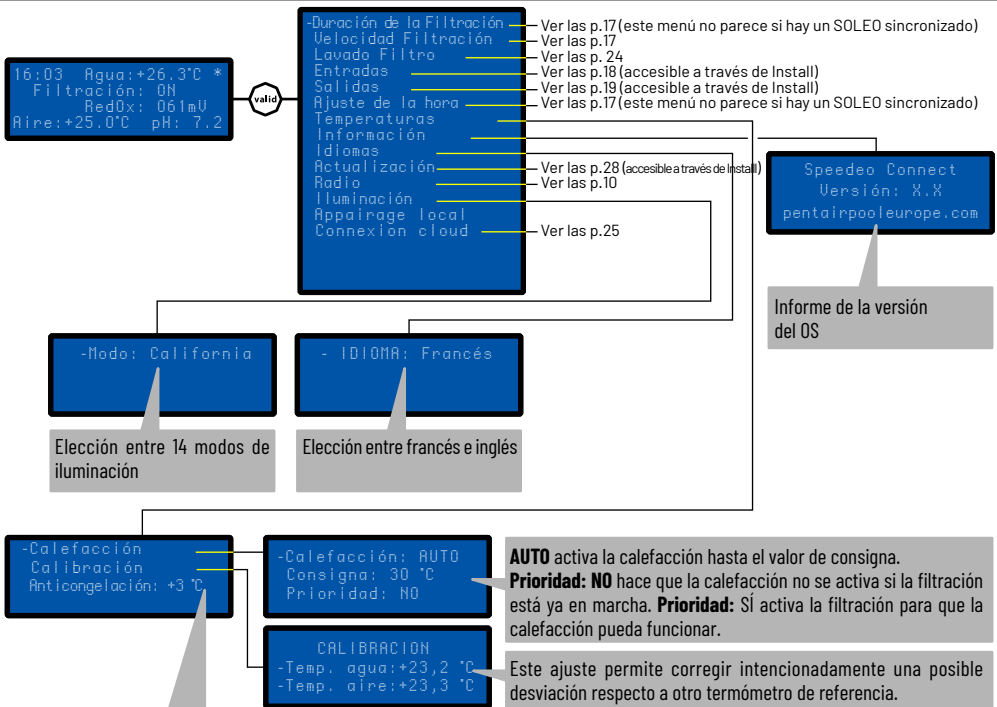 16:03 Agua:+26.3°C *
Filtración: ON
RedOx: 061mV
Aire:+25.0°C pH: 7.2
valid
-Duración de la Filtración
Velocidad Filtración
Lavado Filtro
Entradas
Salidas
Ajuste de la hora
Temperaturas
Información
Idiomas
Actualización
Radio
Iluminación
Appairage local
Connexion cloud
Ver las p.17 (este menú no parece si hay un SOLEO sincronizado)
Ver las p.17
Ver las p. 24
Ver las p.18 (accesible a través de Install)
Ver las p.19 (accesible a través de Install)
Ver las p.17 (este menú no parece si hay un SOLEO sincronizado)
Ver las p.28 (accesible a través de Install)
Ver las p.10
Ver las p.25
Speedeo Connect
Versión: X.X
pentairpooleurope.com
Informe de la versión
del OS
-Modo: California
Elección entre 14 modos de
iluminación
- IDIOMA: Francés
Elección entre francés e inglés
-Calefacción
Calibración
Anticongelación: +3 °C
-Calefacción: AUTO
Consigna: 30 °C
Prioridad: NO
AUTO activa la calefacción hasta el valor de consigna.
Prioridad: NO hace que la calefacción no se activa si la filtración
está ya en marcha. Prioridad: SÍ activa la filtración para que la
calefacción pueda funcionar.
CALIBRACION
-Temp. agua:+23,2 °C
-Temp. aire:+23,3 °C
Este ajuste permite corregir intencionadamente una posible
desviación respecto a otro termómetro de referencia.